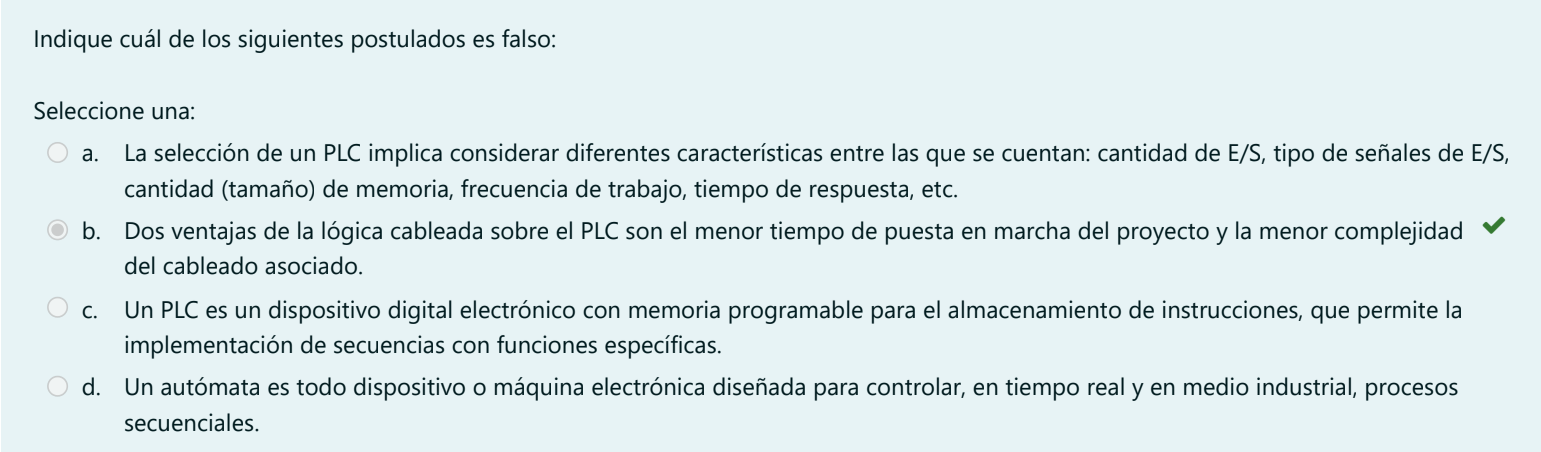 Indique cuál de los siguientes postulados es falso:
Seleccione una:
a. La selección de un PLC implica considerar diferentes características entre las que se cuentan: cantidad de E/S, tipo de señales de E/S,
cantidad (tamaño) de memoria, frecuencia de trabajo, tiempo de respuesta, etc.
b. Dos ventajas de la lógica cableada sobre el PLC son el menor tiempo de puesta en marcha del proyecto y la menor complejidad
del cableado asociado.
c. Un PLC es un dispositivo digital electrónico con memoria programable para el almacenamiento de instrucciones, que permite la
implementación de secuencias con funciones específicas.
d. Un autómata es todo dispositivo o máquina electrónica diseñada para controlar, en tiempo real y en medio industrial, procesos
secuenciales.